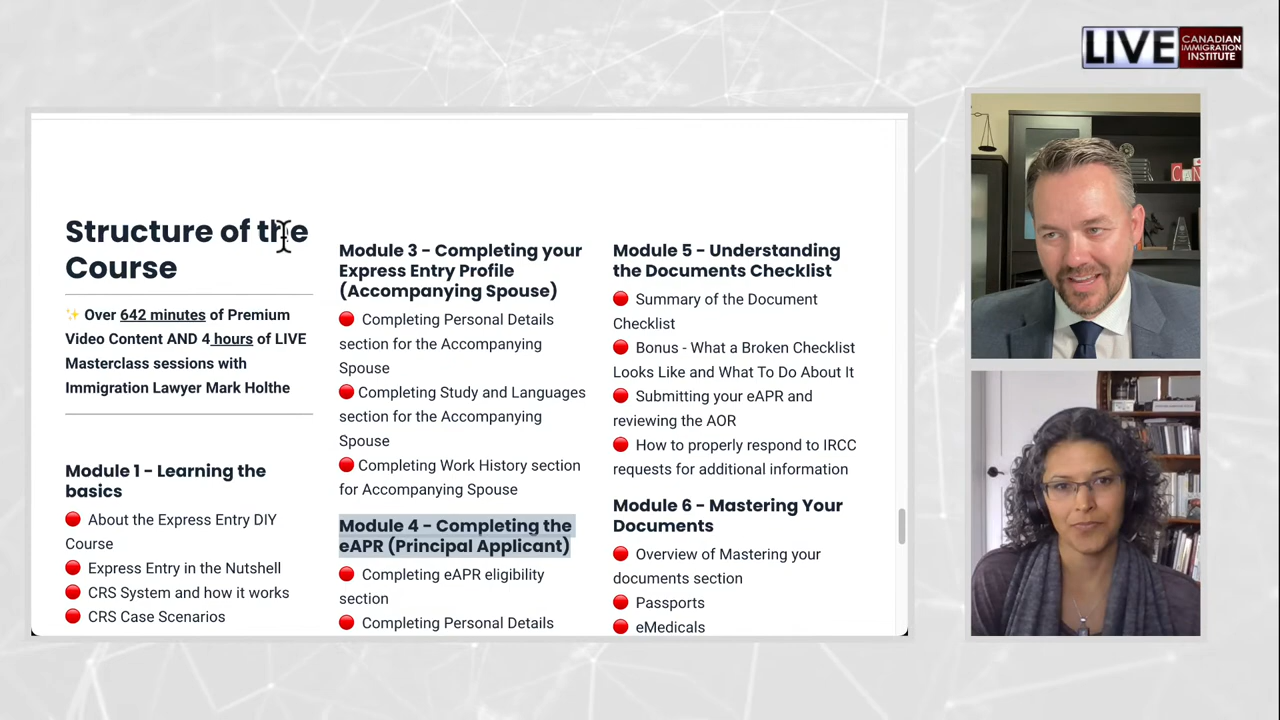 LIVE
CANADIAN
IMMIGRATION
INSTITUTE
Structure of the
Course
✨ Over 642 minutes of Premium
Video Content AND 4 hours of LIVE
Masterclass sessions with
Immigration Lawyer Mark Holthe
Module 1 - Learning the
basics
About the Express Entry DIY
Course
Express Entry in the Nutshell
CRS System and how it works
CRS Case Scenarios
Module 3 - Completing your
Express Entry Profile
(Accompanying Spouse)
Completing Personal Details
section for the Accompanying
Spouse
Completing Study and Languages
section for the Accompanying
Spouse
Completing Work History section
for Accompanying Spouse
Module 4 - Completing the
eAPR (Principal Applicant)
Completing eAPR eligibility
section
Completing Personal Details
Module 5 - Understanding
the Documents Checklist
Summary of the Document
Checklist
Bonus - What a Broken Checklist
Looks Like and What To Do About It
Submitting your eAPR and
reviewing the AOR
How to properly respond to IRCC
requests for additional information
Module 6 - Mastering Your
Documents
Overview of Mastering your
documents section
Passports
eMedicals